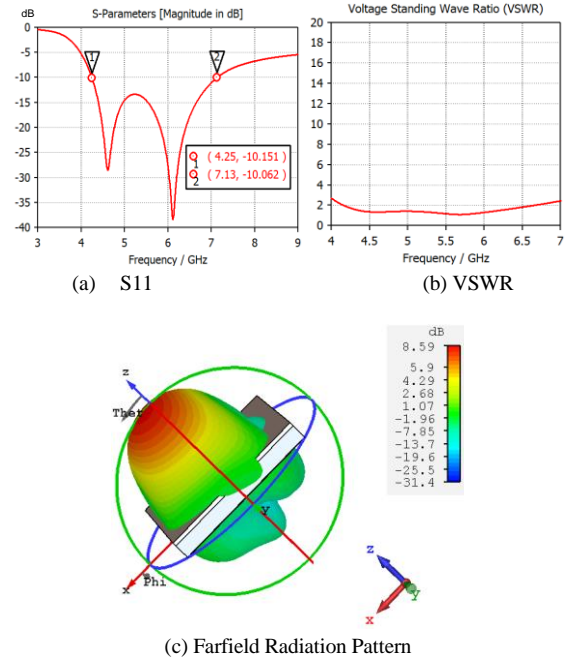 S-Parameters [Magnitude in dB]
dB
0
-5
-10
-15
-20
-25
-30
-35
-40
1
2
1 ( 4.25, -10.151 )
2 ( 7.13, -10.062 )
3 4 5 6 7 8 9
Frequency / GHz
(a) S11
Voltage Standing Wave Ratio (VSWR)
20
18
16
14
12
10
8
6
4
2
0
4 4.5 5 5.5 6 6.5 7
Frequency / GHz
(b) VSWR
z
Thet
y
x
Phi
dB
8.59
5.9
4.29
2.68
1.07
-1.96
-7.85
-13.7
-19.6
-25.5
-31.4
z
y
x
(c) Farfield Radiation Pattern